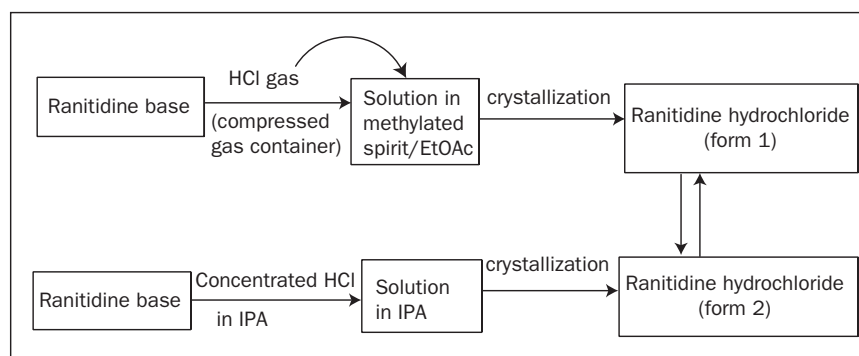 HCl gas
Ranitidine base
(compressed
gas container)
Solution in
methylated
spirit/EtOAc
crystallization
Ranitidine hydrochloride
(form 1)
Ranitidine base
Concentrated HCl
in IPA
Solution
in IPA
crystallization
Ranitidine hydrochloride
(form 2)